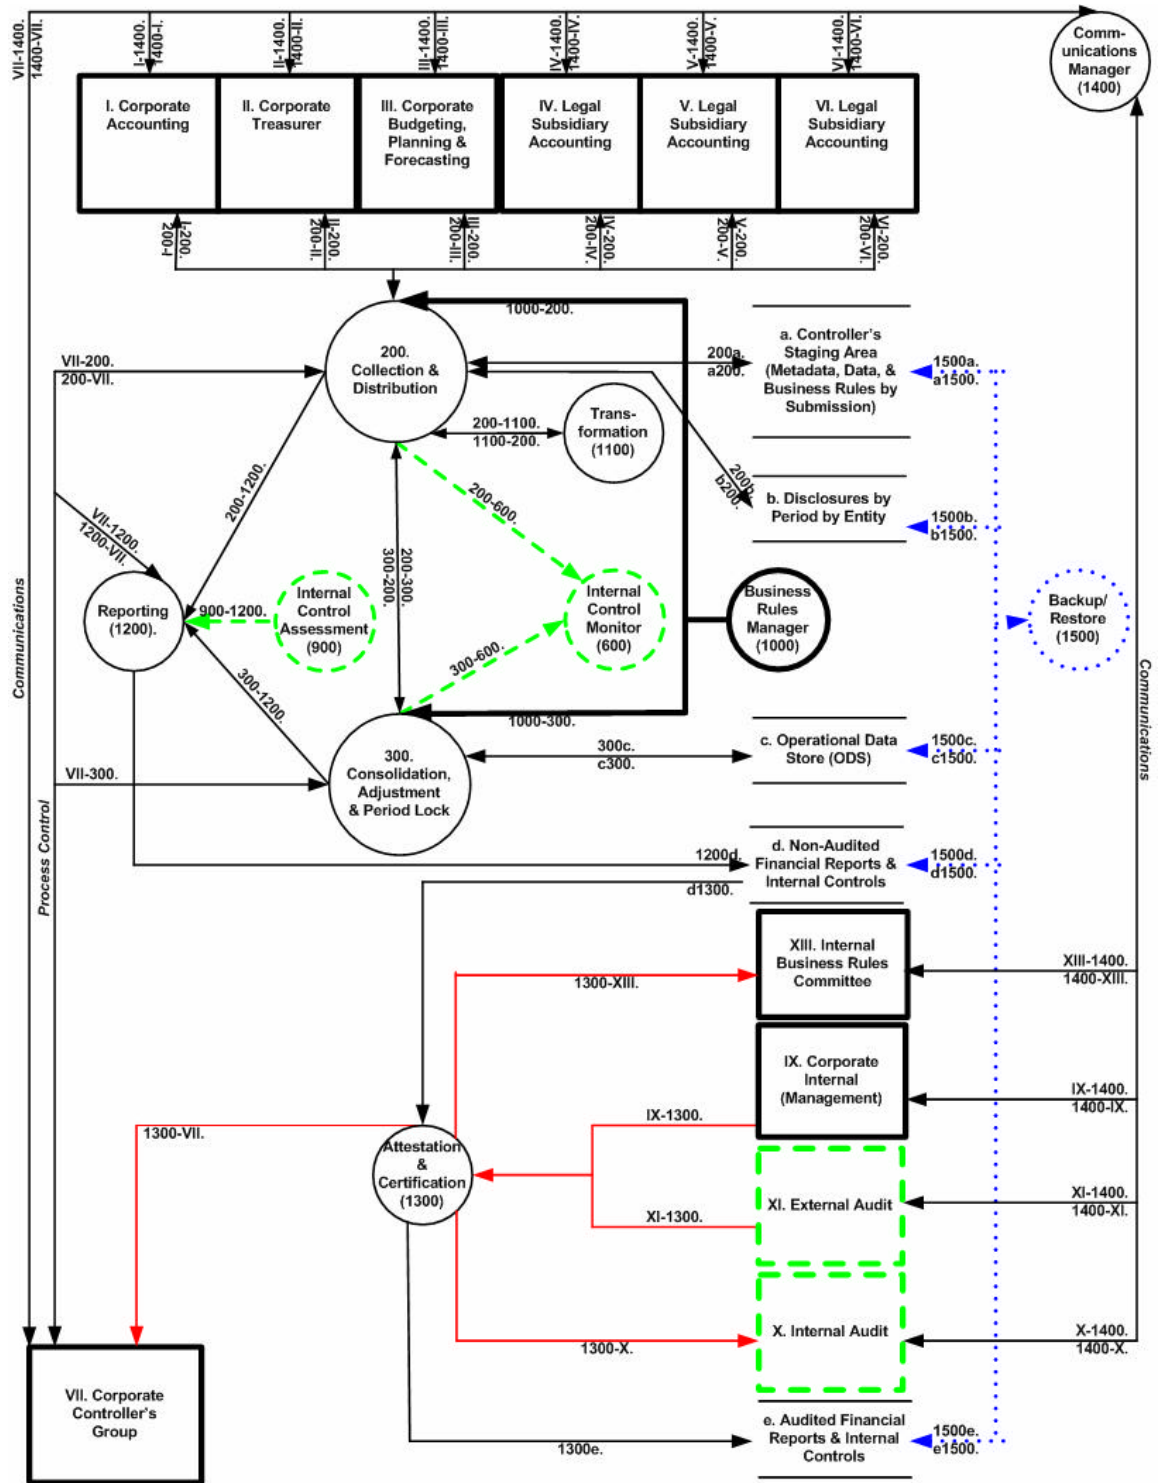 VII-1400.
1400-VII.
I-1400.
1400-I.
II-1400.
1400-II.
III-1400.
1400-III.
IV-1400.
1400-IV.
V-1400.
1400-V.
VI-1400.
1400-VI.
Comm-
unications
Manager
(1400)
I. Corporate
Accounting
II. Corporate
Treasurer
III. Corporate
Budgeting,
Planning &
Forecasting
IV. Legal
Subsidiary
Accounting
V. Legal
Subsidiary
Accounting
VI. Legal
Subsidiary
Accounting
I-200.
200-I
II-200.
200-II.
III-200.
200-III.
IV-200.
200-IV.
V-200.
200-V.
VI-200.
200-VI.
1000-200.
200.
Collection &
Distribution
VII-200.
200-VII.
200a.
a200.
a. Controller's
Staging Area
(Metadata, Data, &
Business Rules by
Submission)
1500a.
a1500.
200-1100.
1100-200.
Trans-
formation
(1100)
200b.
b200.
b. Disclosures by
Period by Entity
1500b.
b1500.
200-1200.
200-600.
VII-1200.
1200-VII.
200-300.
300-200.
Reporting
(1200).
900-1200.
Internal
Control
Assessment
(900)
Internal
Control
Monitor
(600)
Business
Rules
Manager
(1000)
Backup/
Restore
(1500)
300-600.
300-1200.
Communications
Communications
1000-300.
300.
Consolidation,
Adjustment
& Period Lock
VII-300.
300c.
c300.
c. Operational Data
Store (ODS)
1500c.
c1500.
Process Control
1200d.
d1300.
d. Non-Audited
Financial Reports &
Internal Controls
1500d.
d1500.
1300-XIII.
XIII. Internal
Business Rules
Committee
XIII-1400.
1400-XIII.
IX. Corporate
Internal
(Management)
IX-1400.
1400-IX.
1300-VII.
IX-1300.
Attestation
&
Certification
(1300)
XI-1300.
XI. External Audit
XI-1400.
1400-XI.
1300-X.
X. Internal Audit
X-1400.
1400-X.
VII. Corporate
Controller's
Group
1300e.
e. Audited Financial
Reports & Internal
Controls
1500e.
e1500.